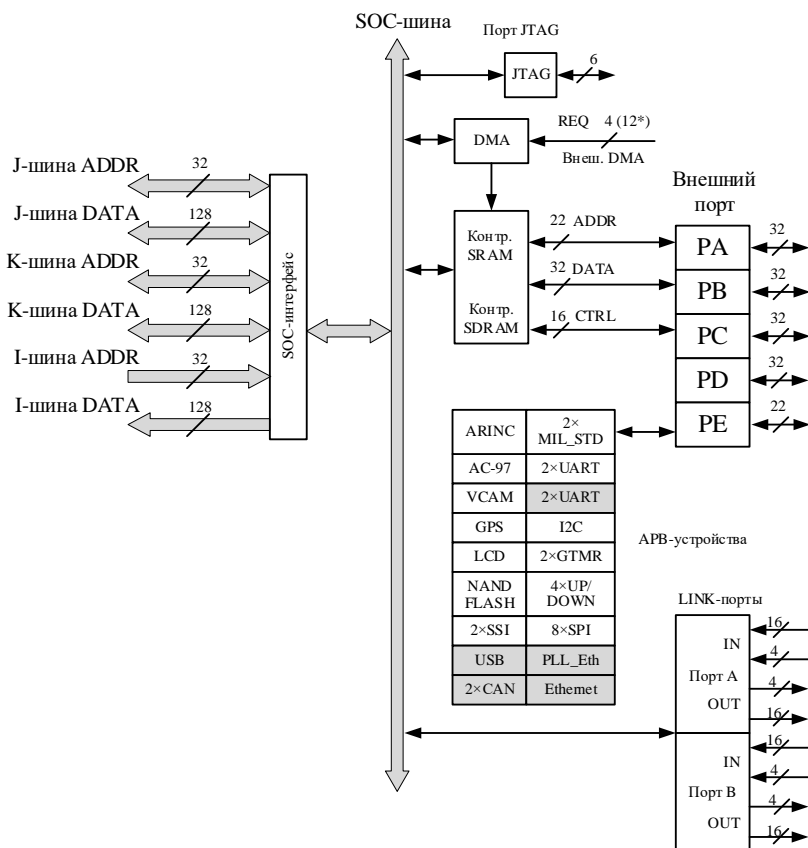 SOC-шина
Порт JTAG
JTAG
6
DMA
REQ 4 (12*)
Внеш. DMA
J-шина ADDR
32
J-шина DATA
128
K-шина ADDR
32
K-шина DATA
128
I-шина ADDR
32
I-шина DATA
128
SOC-интерфейс
Контр.
SRAM
Контр.
SDRAM
22 ADDR
32 DATA
16 CTRL
Внешний
порт
PA
32
PB
32
PC
32
PD
32
PE
22
ARINC
2×
MIL_STD
AC-97
2×UART
VCAM
2×UART
GPS
I2C
LCD
2×GTMR
NAND
FLASH
4×UP/
DOWN
2×SSI
8×SPI
USB
PLL_Eth
2×CAN
Ethernet
APB-устройства
LINK-порты
IN
Порт A
OUT
16
4
4
16
IN
Порт B
OUT
16
4
4
16